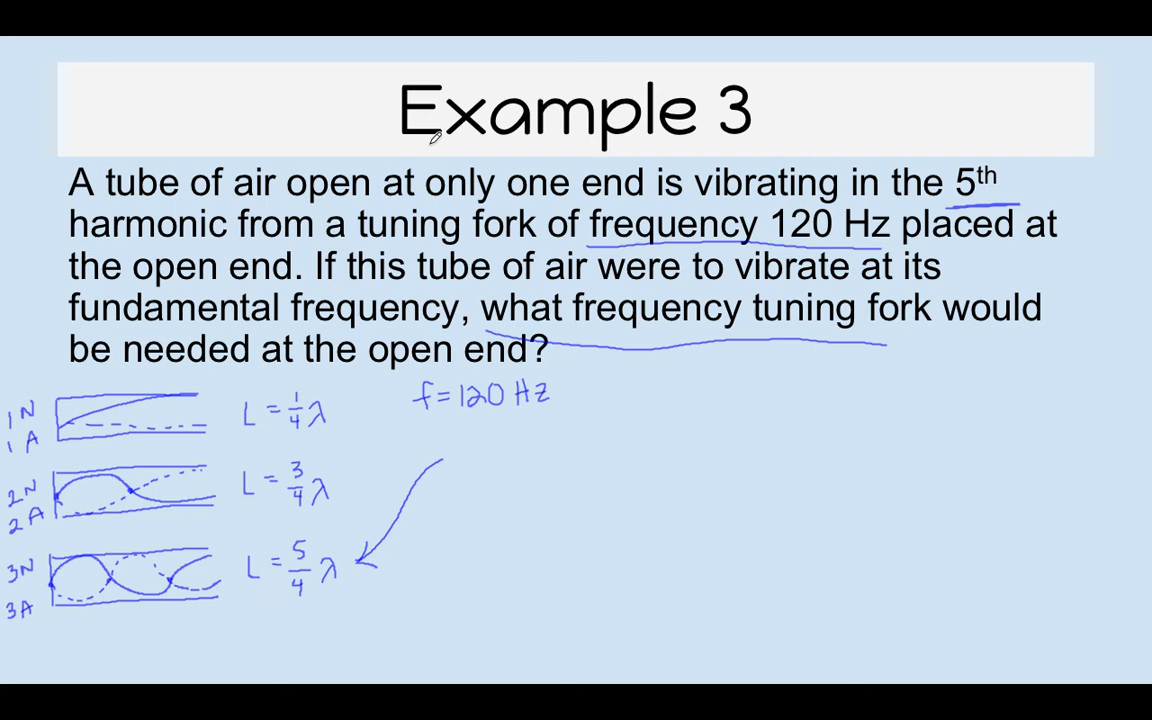 Example 3
A tube of air open at only one end is vibrating in the 5th
harmonic from a tuning fork of frequency 120 Hz placed at
the open end. If this tube of air were to vibrate at its
fundamental frequency, what frequency tuning fork would
be needed at the open end?
f = 120 Hz
1N
1A
L = 1/4 λ
2N
2A
L = 3/4 λ
3N
3A
L = 5/4 λ